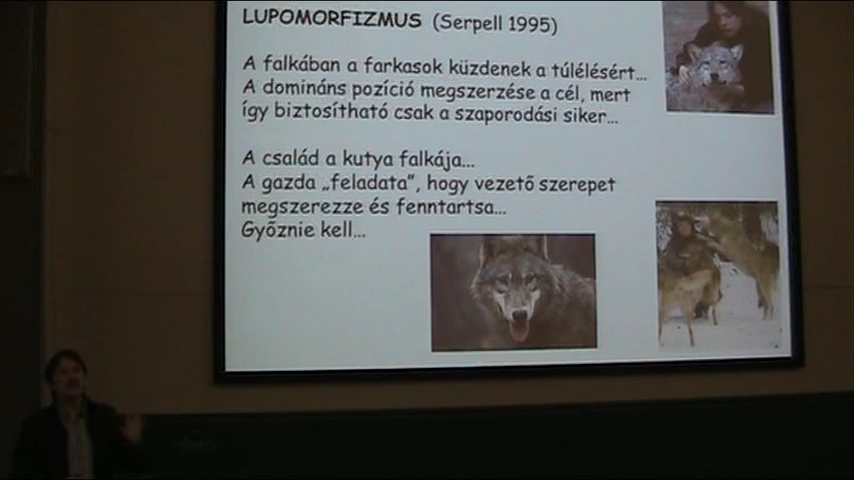 LUPOMORFIZMUS (Serpell 1995)
A falkában a farkasok küzdenek a túlélésért...
A domináns pozíció megszerzése a cél, mert
így biztosítható csak a szaporodási siker...
A család a kutya falkája...
A gazda „feladata”, hogy vezető szerepet
megszerezze és fenntartsa...
Győznie kell...